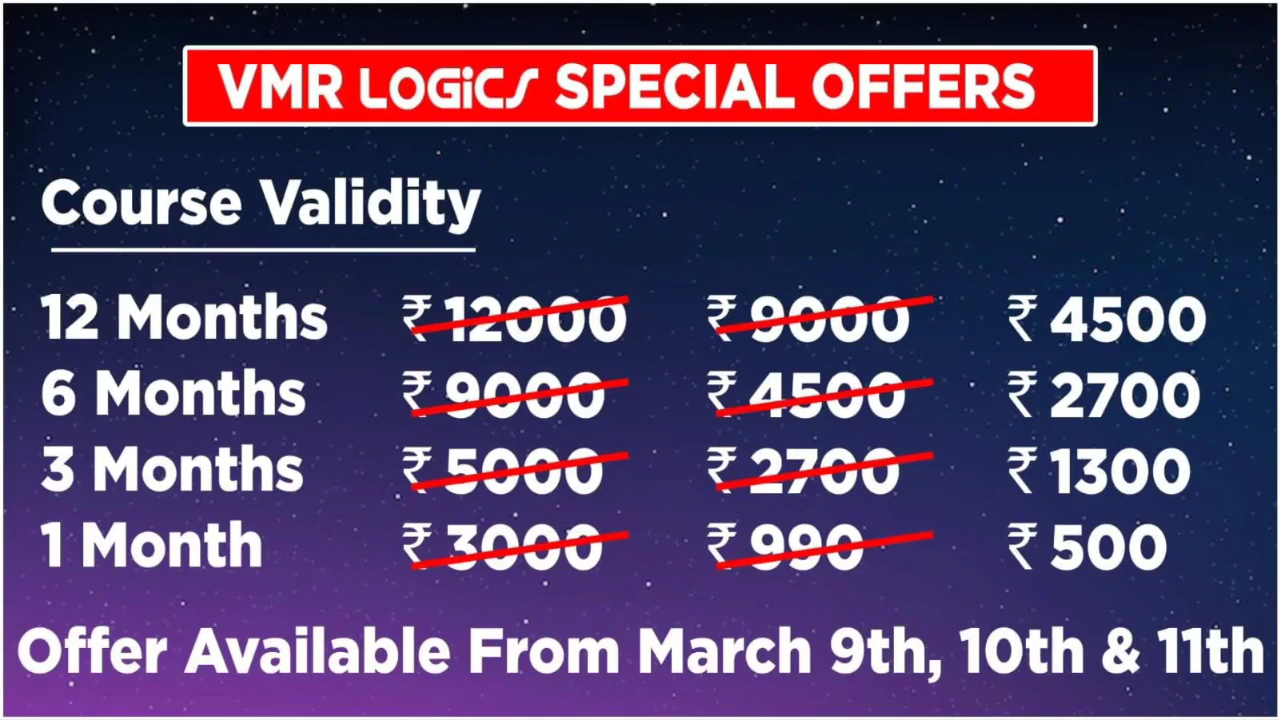 VMR LOGiCS SPECIAL OFFERS
Course Validity
12 Months ₹ 12000 ₹ 9000 ₹ 4500
6 Months ₹ 9000 ₹ 4500 ₹ 2700
3 Months ₹ 5000 ₹ 2700 ₹ 1300
1 Month ₹ 3000 ₹ 990 ₹ 500
Offer Available From March 9th, 10th & 11th